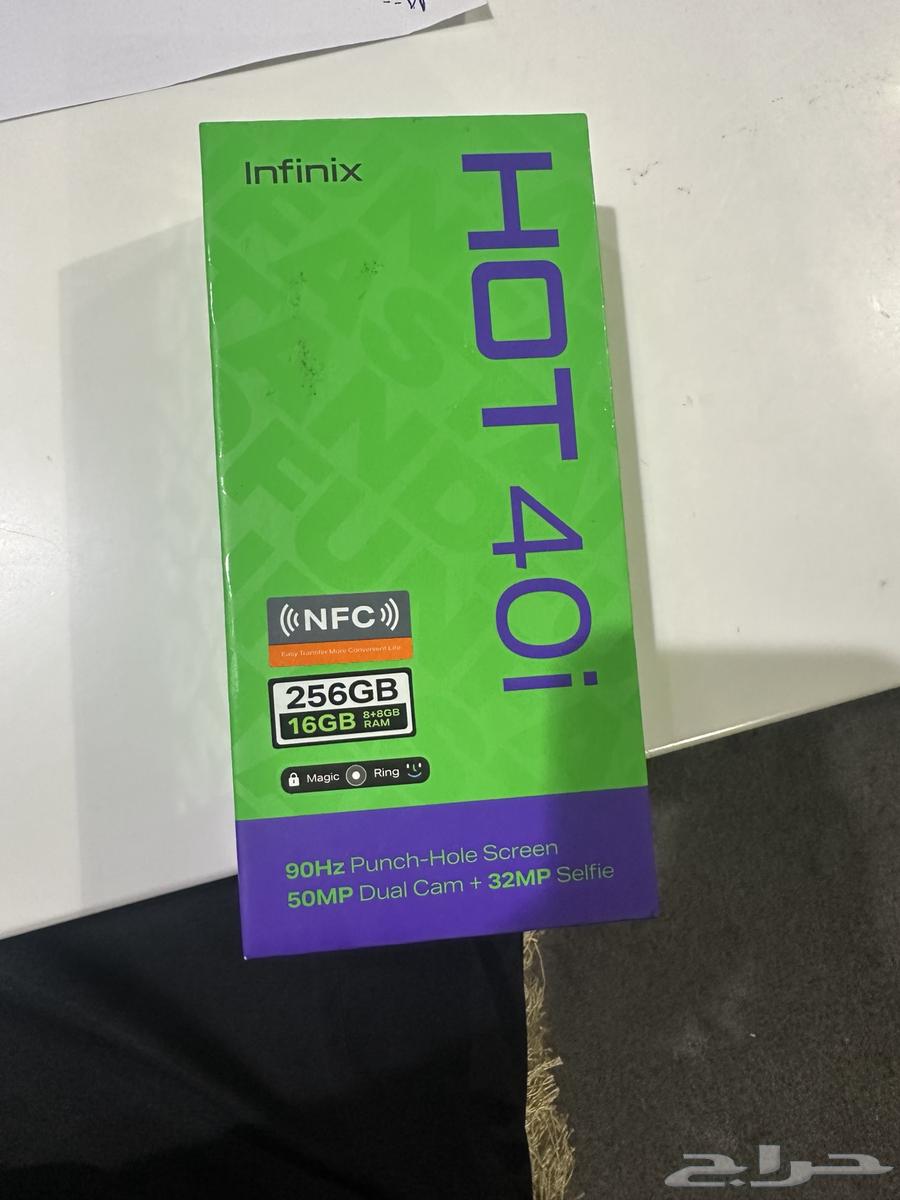 Infinix
HOT 40i
NFC
Easy Transfer More Convenient Life
256GB
16GB 8+8GB RAM
Magic Ring
90Hz Punch-Hole Screen
50MP Dual Cam + 32MP Selfie
حراج